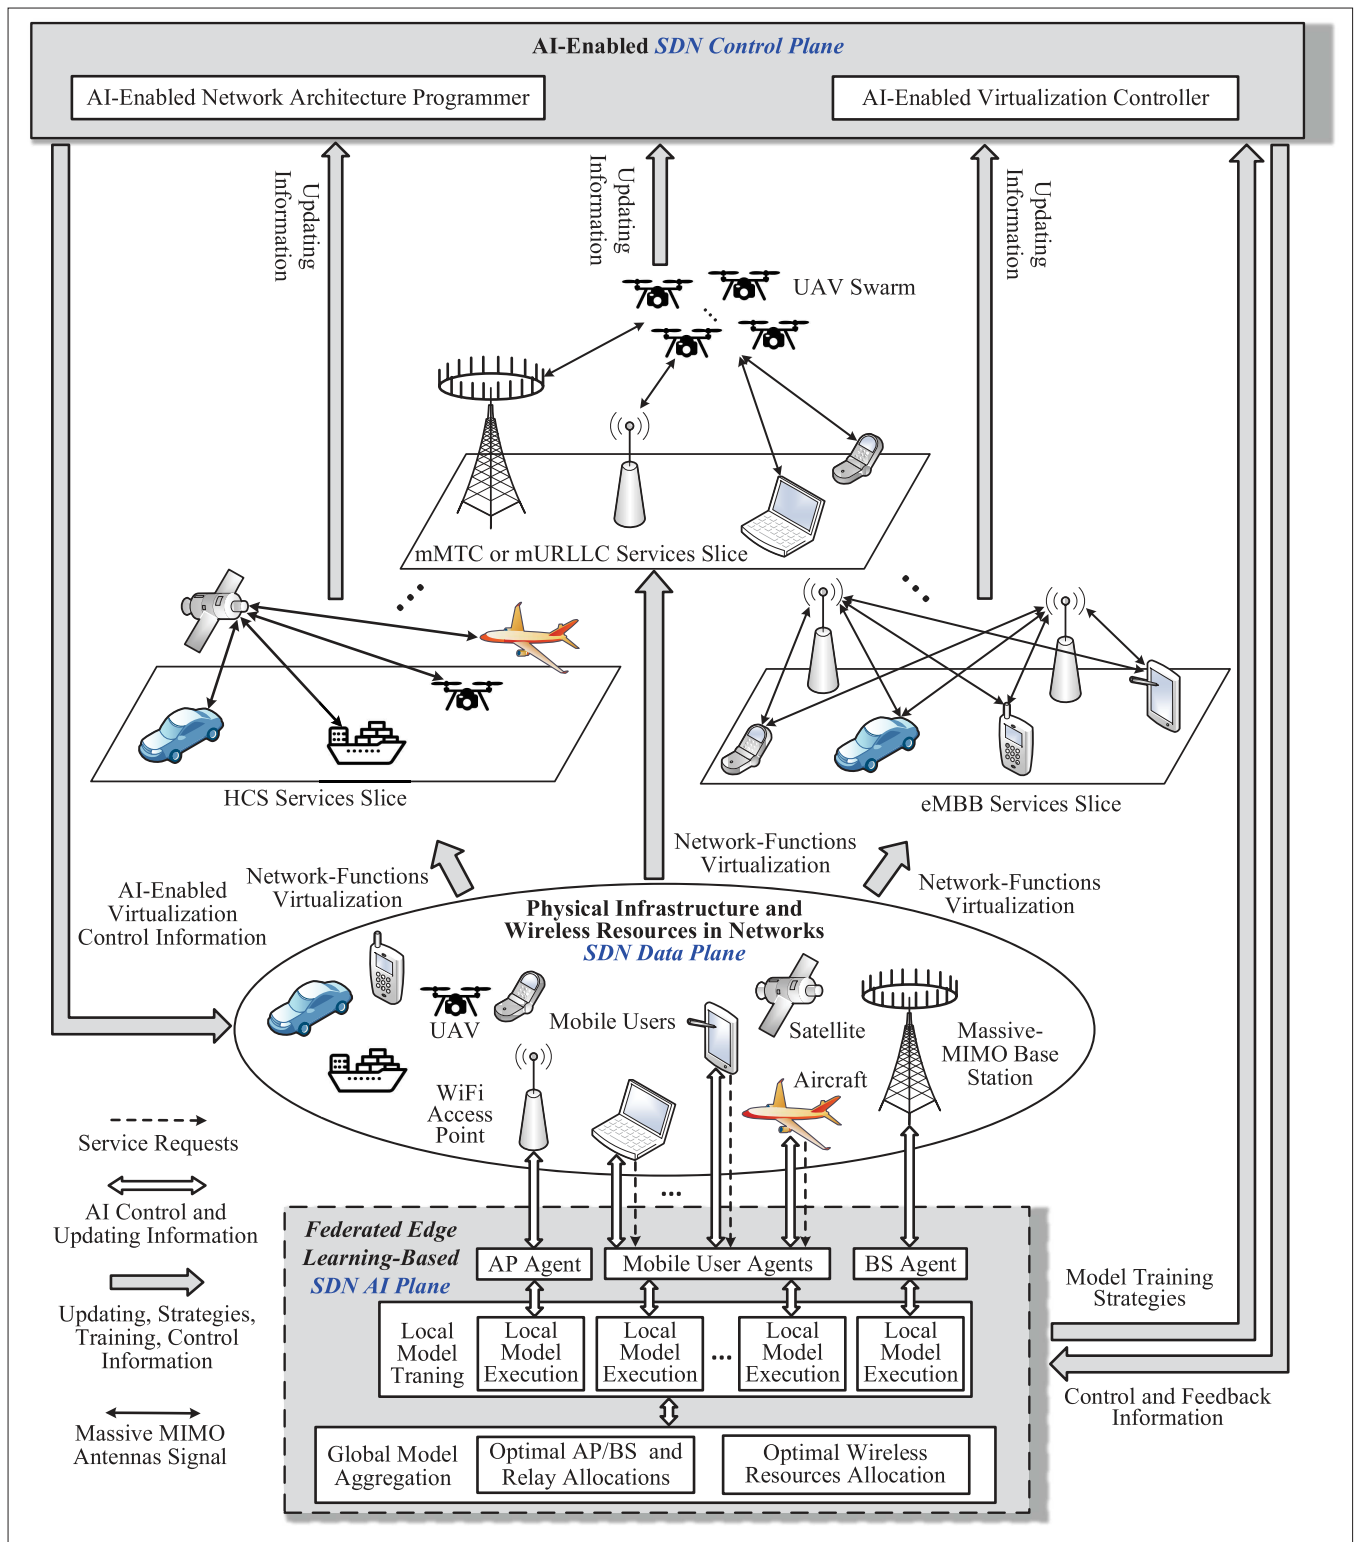 AI-Enabled SDN Control Plane
AI-Enabled Network Architecture Programmer
AI-Enabled Virtualization Controller
Updating
Information
Updating
Information
Updating
Information
UAV Swarm
mMTC or mURLLC Services Slice
HCS Services Slice
eMBB Services Slice
AI-Enabled
Virtualization
Control Information
Network-Functions
Virtualization
Network-Functions
Virtualization
Network-Functions
Virtualization
Physical Infrastructure and
Wireless Resources in Networks
SDN Data Plane
UAV
Mobile Users
Satellite
Massive-
MIMO Base
Station
WiFi
Access
Point
Aircraft
...
Service Requests
AI Control and
Updating Information
Updating, Strategies,
Training, Control
Information
Massive MIMO
Antennas Signal
Federated Edge
Learning-Based
SDN AI Plane
AP Agent
Mobile User Agents
BS Agent
Local
Model
Traning
Local
Model
Execution
Local
Model
Execution
...
Local
Model
Execution
Local
Model
Execution
Global Model
Aggregation
Optimal AP/BS and
Relay Allocations
Optimal Wireless
Resources Allocation
Model Training
Strategies
Control and Feedback
Information